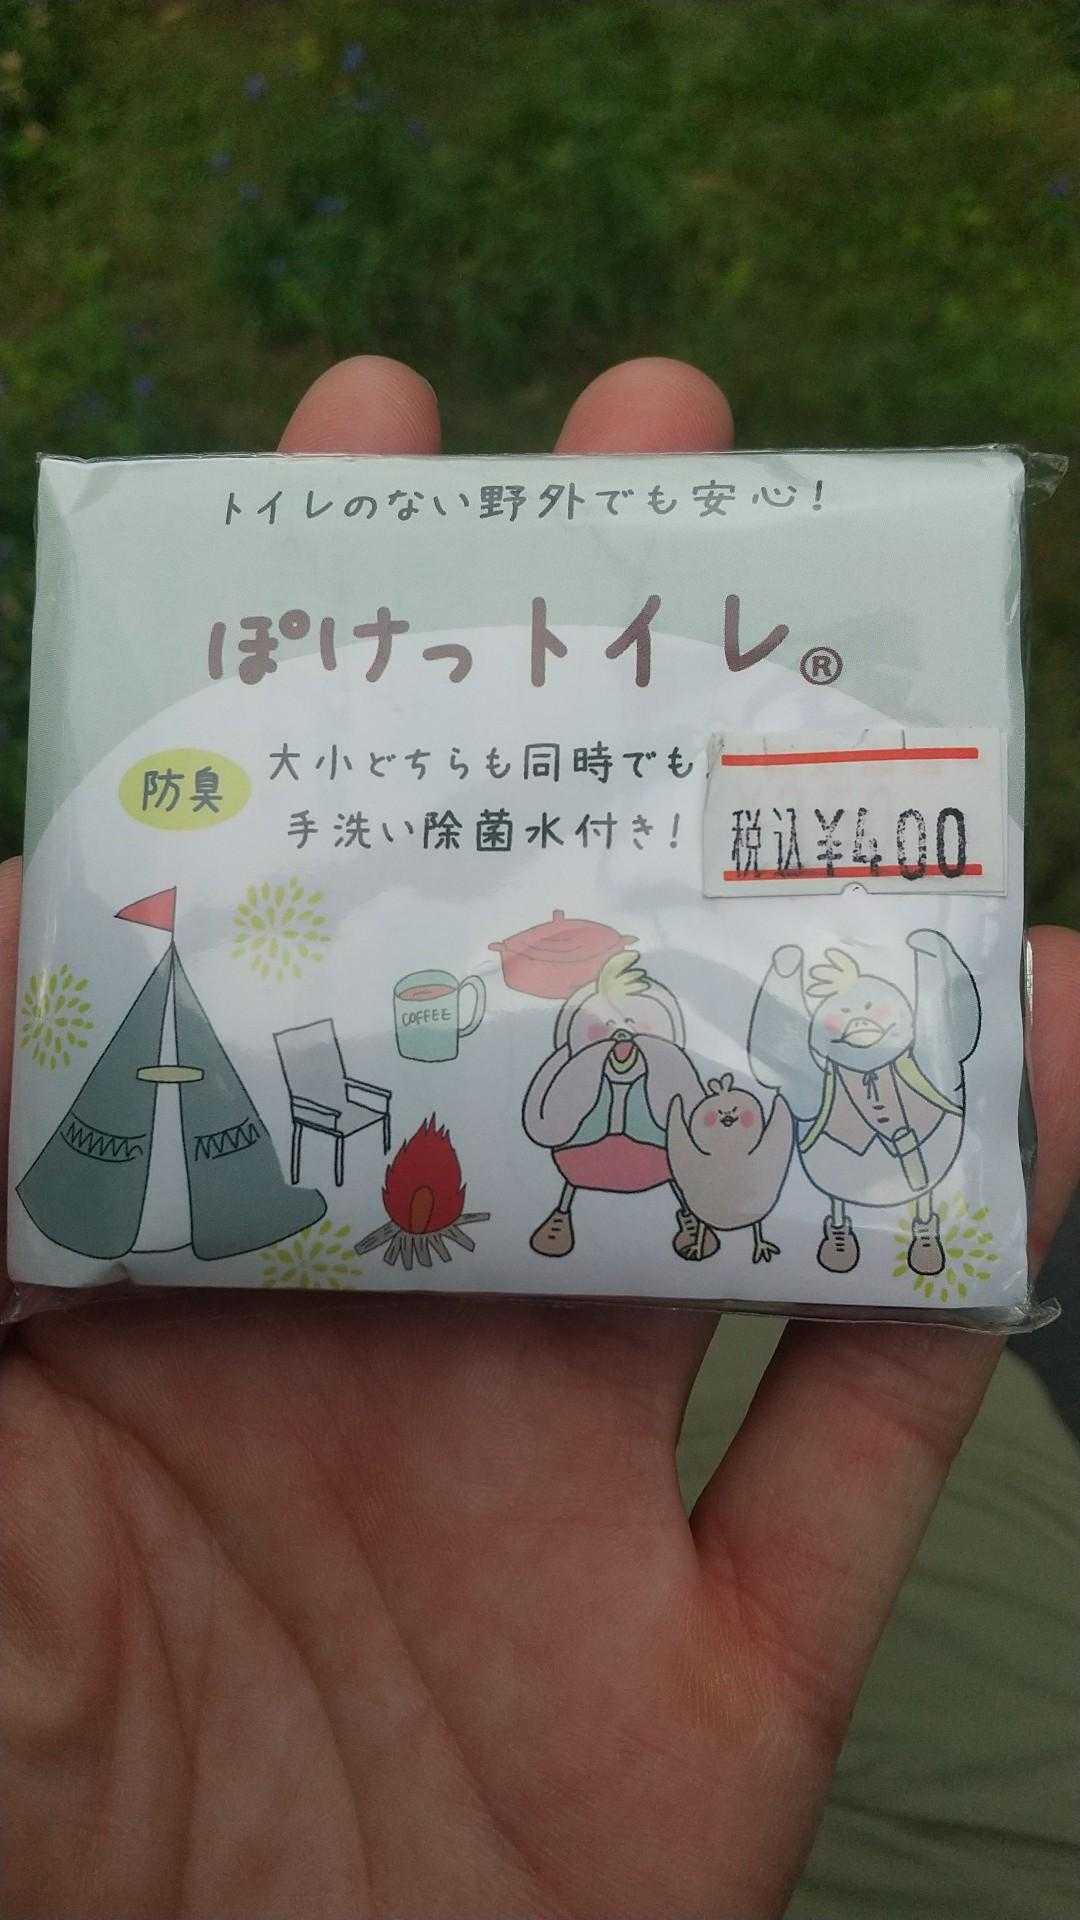 トイレのない野外でも安心!
ぽけっトイレ®
防臭
大小どちらも同時でも
手洗い除菌水付き!
税込¥400
COFFEE